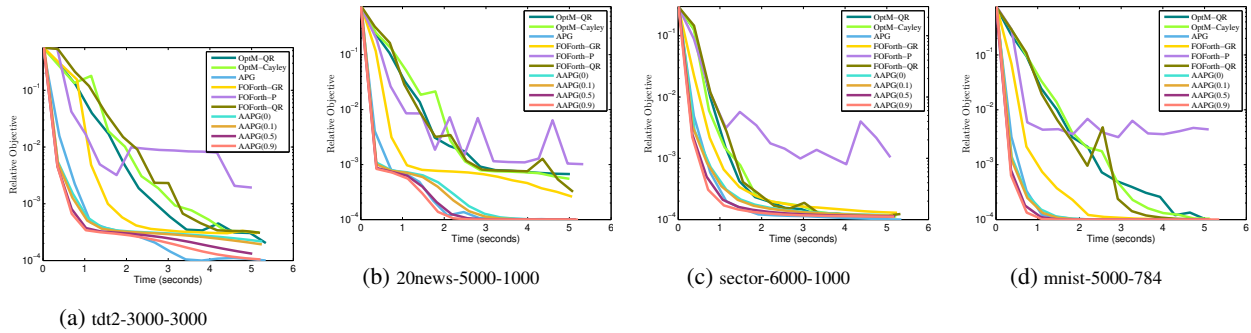 Relative Objective
10^-1
10^-2
10^-3
10^-4
0 1 2 3 4 5 6
Time (seconds)
OptM-QR
OptM-Cayley
APG
FOForth-GR
FOForth-P
FOForth-QR
AAPG(0)
AAPG(0.1)
AAPG(0.5)
AAPG(0.9)
(a) tdt2-3000-3000
Relative Objective
10^-1
10^-2
10^-3
10^-4
0 1 2 3 4 5 6
Time (seconds)
OptM-QR
OptM-Cayley
APG
FOForth-GR
FOForth-P
FOForth-QR
AAPG(0)
AAPG(0.1)
AAPG(0.5)
AAPG(0.9)
(b) 20news-5000-1000
Relative Objective
10^-1
10^-2
10^-3
10^-4
0 1 2 3 4 5 6
Time (seconds)
OptM-QR
OptM-Cayley
APG
FOForth-GR
FOForth-P
FOForth-QR
AAPG(0)
AAPG(0.1)
AAPG(0.5)
AAPG(0.9)
(c) sector-6000-1000
Relative Objective
10^-1
10^-2
10^-3
10^-4
0 1 2 3 4 5 6
Time (seconds)
OptM-QR
OptM-Cayley
APG
FOForth-GR
FOForth-P
FOForth-QR
AAPG(0)
AAPG(0.1)
AAPG(0.5)
AAPG(0.9)
(d) mnist-5000-784